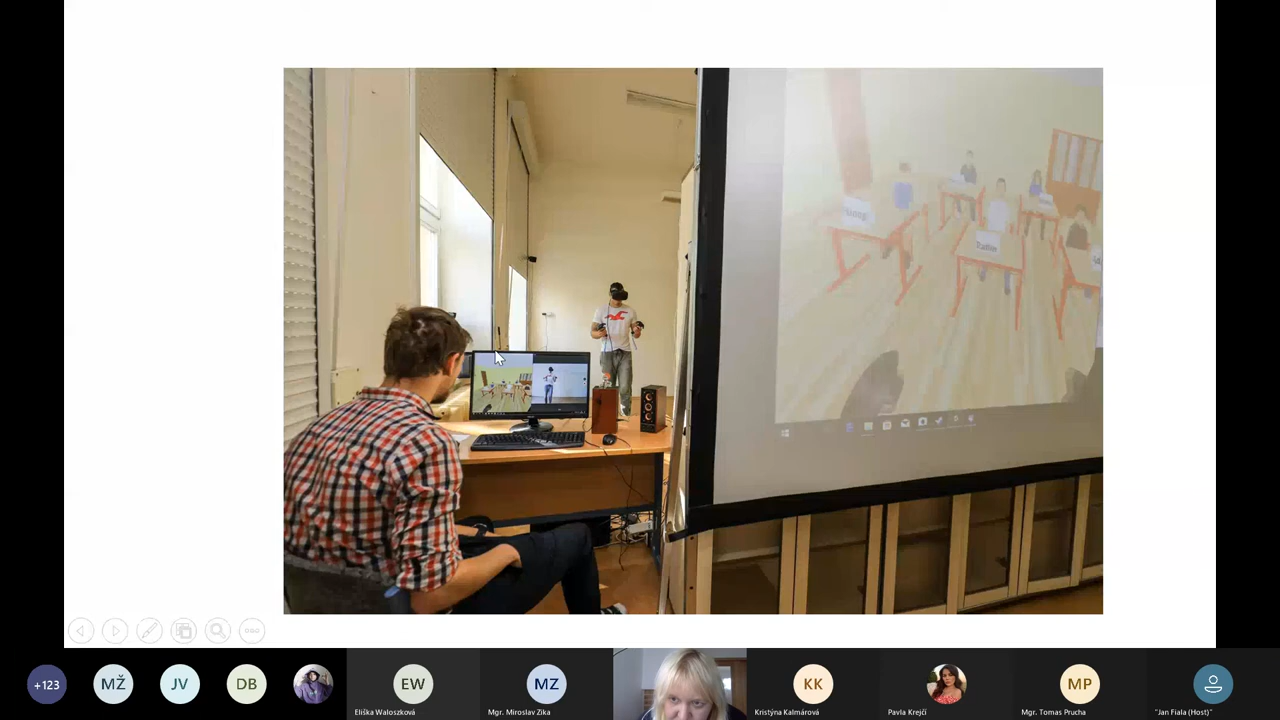 +123
MŽ
JV
DB
EW
Eliška Waloszková
MZ
Mgr. Miroslav Zika
KK
Kristýna Kalmárová
Pavla Krejčí
MP
Mgr. Tomas Prucha
"Jan Fiala (Host)"